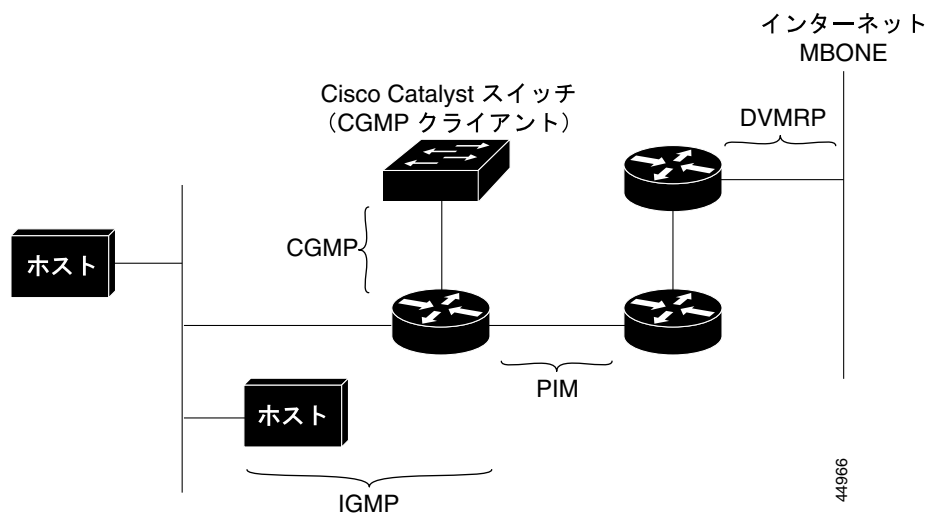 インターネット
MBONE
Cisco Catalyst スイッチ
（CGMP クライアント）
DVMRP
CGMP
ホスト
PIM
ホスト
IGMP
44966